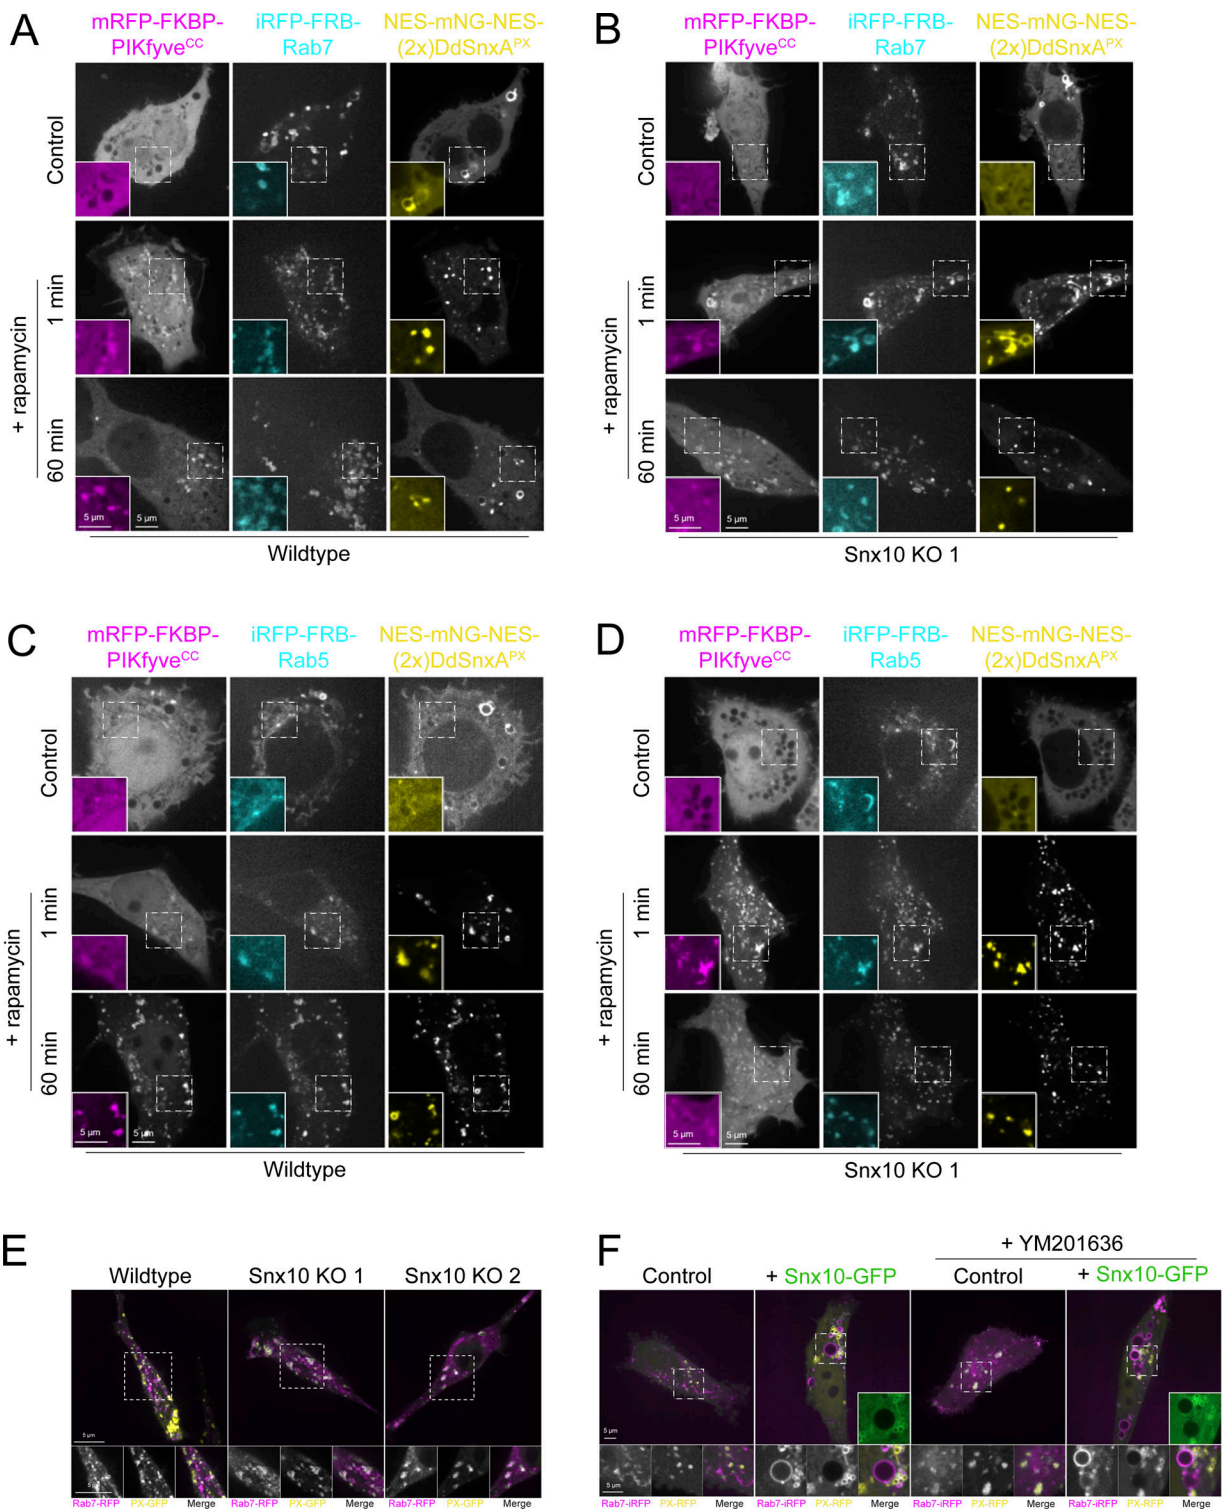 A
mRFP-FKBP-
PIKfyveCC
iRFP-FRB-
Rab7
NES-mNG-NES-
(2x)DdSnxAPX
Control
+ rapamycin
1 min
60 min
5 µm
5 µm
Wildtype
B
mRFP-FKBP-
PIKfyveCC
iRFP-FRB-
Rab7
NES-mNG-NES-
(2x)DdSnxAPX
Control
+ rapamycin
1 min
60 min
5 µm
5 µm
Snx10 KO 1
C
mRFP-FKBP-
PIKfyveCC
iRFP-FRB-
Rab5
NES-mNG-NES-
(2x)DdSnxAPX
Control
+ rapamycin
1 min
60 min
5 µm
5 µm
Wildtype
D
mRFP-FKBP-
PIKfyveCC
iRFP-FRB-
Rab5
NES-mNG-NES-
(2x)DdSnxAPX
Control
+ rapamycin
1 min
60 min
5 µm
5 µm
Snx10 KO 1
E
Wildtype
Snx10 KO 1
Snx10 KO 2
5 µm
5 µm
Rab7-RFP PX-GFP Merge
Rab7-RFP PX-GFP Merge
Rab7-RFP PX-GFP Merge
F
+ YM201636
Control
+ Snx10-GFP
Control
+ Snx10-GFP
5 µm
Rab7-iRFP PX-RFP Merge
Rab7-iRFP PX-RFP Merge
Rab7-iRFP PX-RFP Merge
Rab7-iRFP PX-RFP Merge